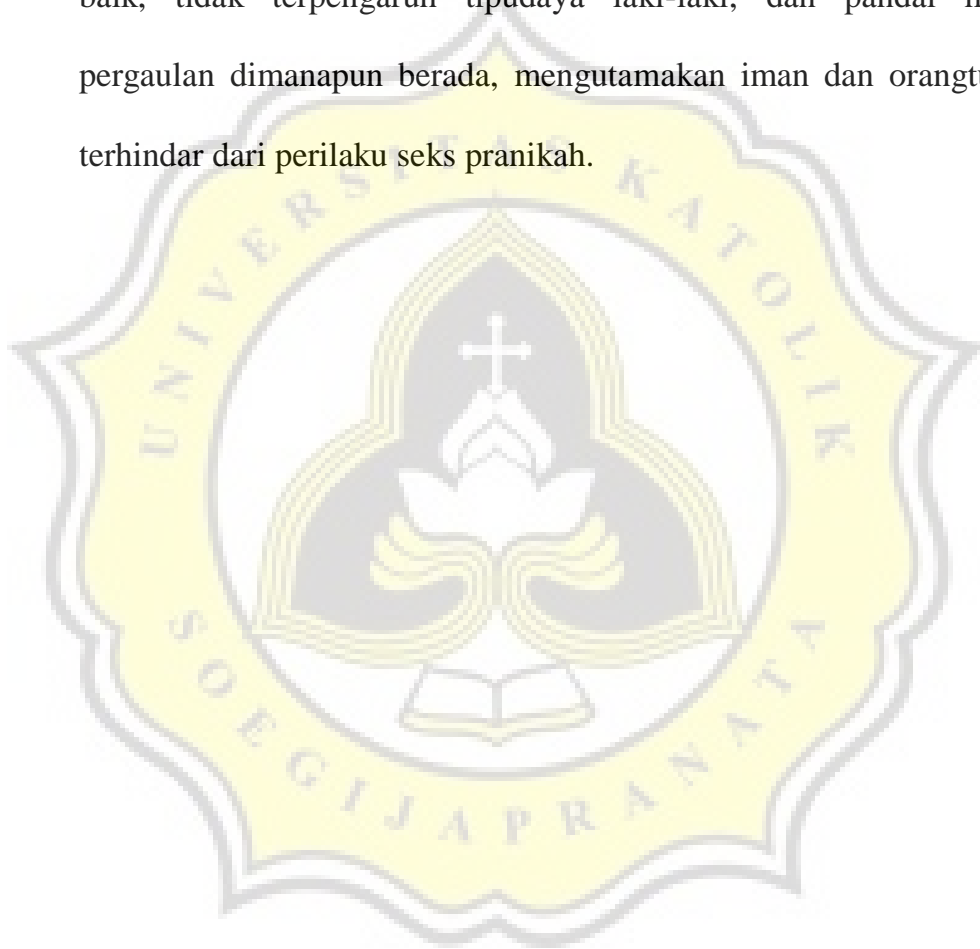 baik, tidak terpengaruh tipudaya laki-laki, dan pandai
pergaulan dimanapun berada, mengutamakan iman dan
terhindar dari perilaku seks pranikah.
UNIVERSITAS KATOLIK
SOEGIJAPRANATA